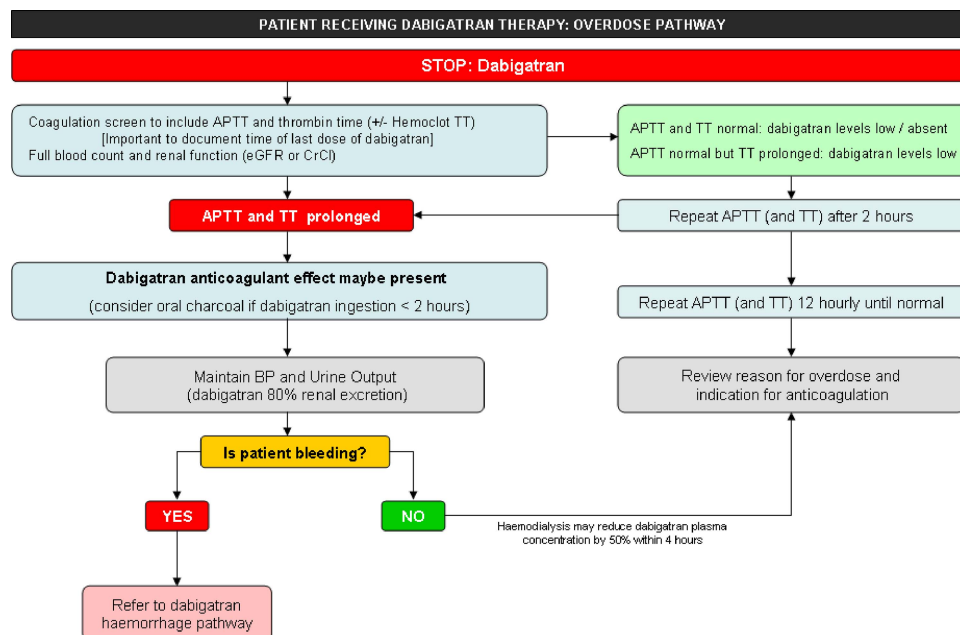 PATIENT RECEIVING DABIGATRAN THERAPY: OVERDOSE PATHWAY
STOP: Dabigatran
Coagulation screen to include APTT and thrombin time (+/- Hemoclot TT)
[Important to document time of last dose of dabigatran]
Full blood count and renal function (eGFR or CrCl)
APTT and TT normal: dabigatran levels low / absent
APTT normal but TT prolonged: dabigatran levels low
APTT and TT prolonged
Repeat APTT (and TT) after 2 hours
Dabigatran anticoagulant effect maybe present
(consider oral charcoal if dabigatran ingestion < 2 hours)
Repeat APTT (and TT) 12 hourly until normal
Maintain BP and Urine Output
(dabigatran 80% renal excretion)
Review reason for overdose and
indication for anticoagulation
Is patient bleeding?
YES
NO
Haemodialysis may reduce dabigatran plasma
concentration by 50% within 4 hours
Refer to dabigatran
haemorrhage pathway